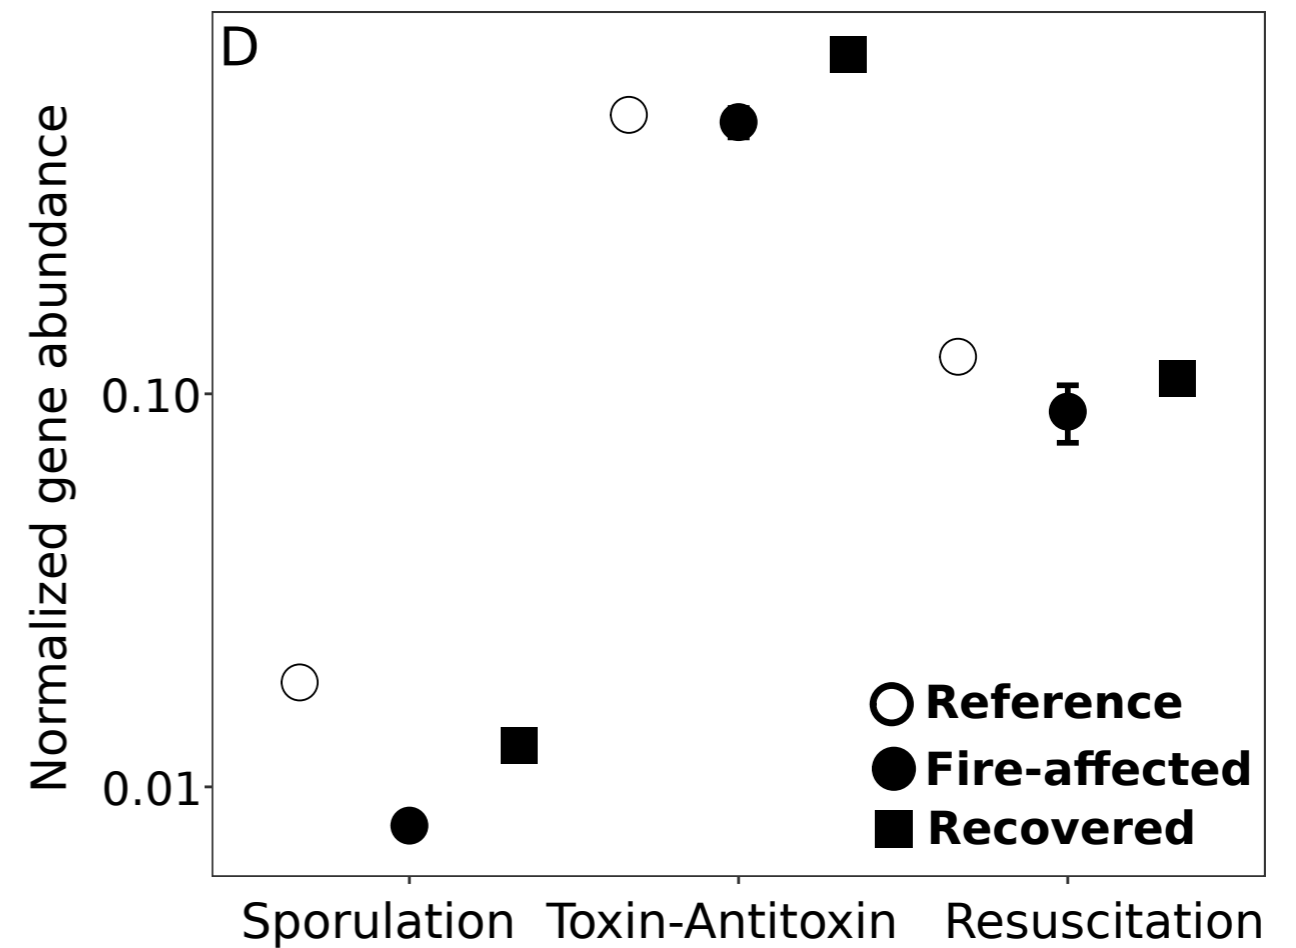 D
Normalized gene abundance
0.10
0.01
Reference
Fire-affected
Recovered
Sporulation
Toxin-Antitoxin
Resuscitation